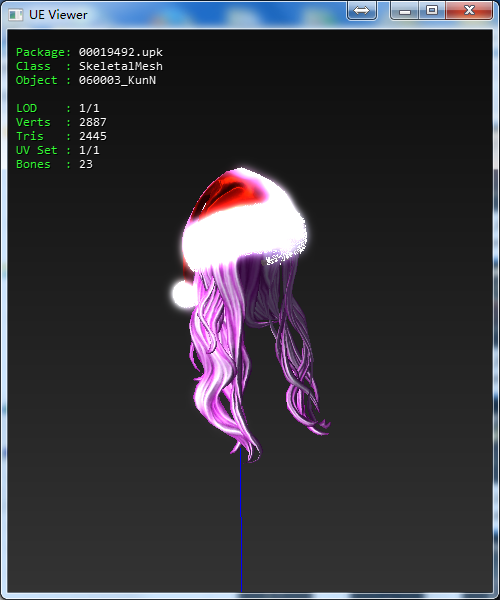 UE Viewer
Package: 00019492.upk
Class : SkeletalMesh
Object : 060003_KunN
LOD : 1/1
Verts : 2887
Tris : 2445
UV Set : 1/1
Bones : 23